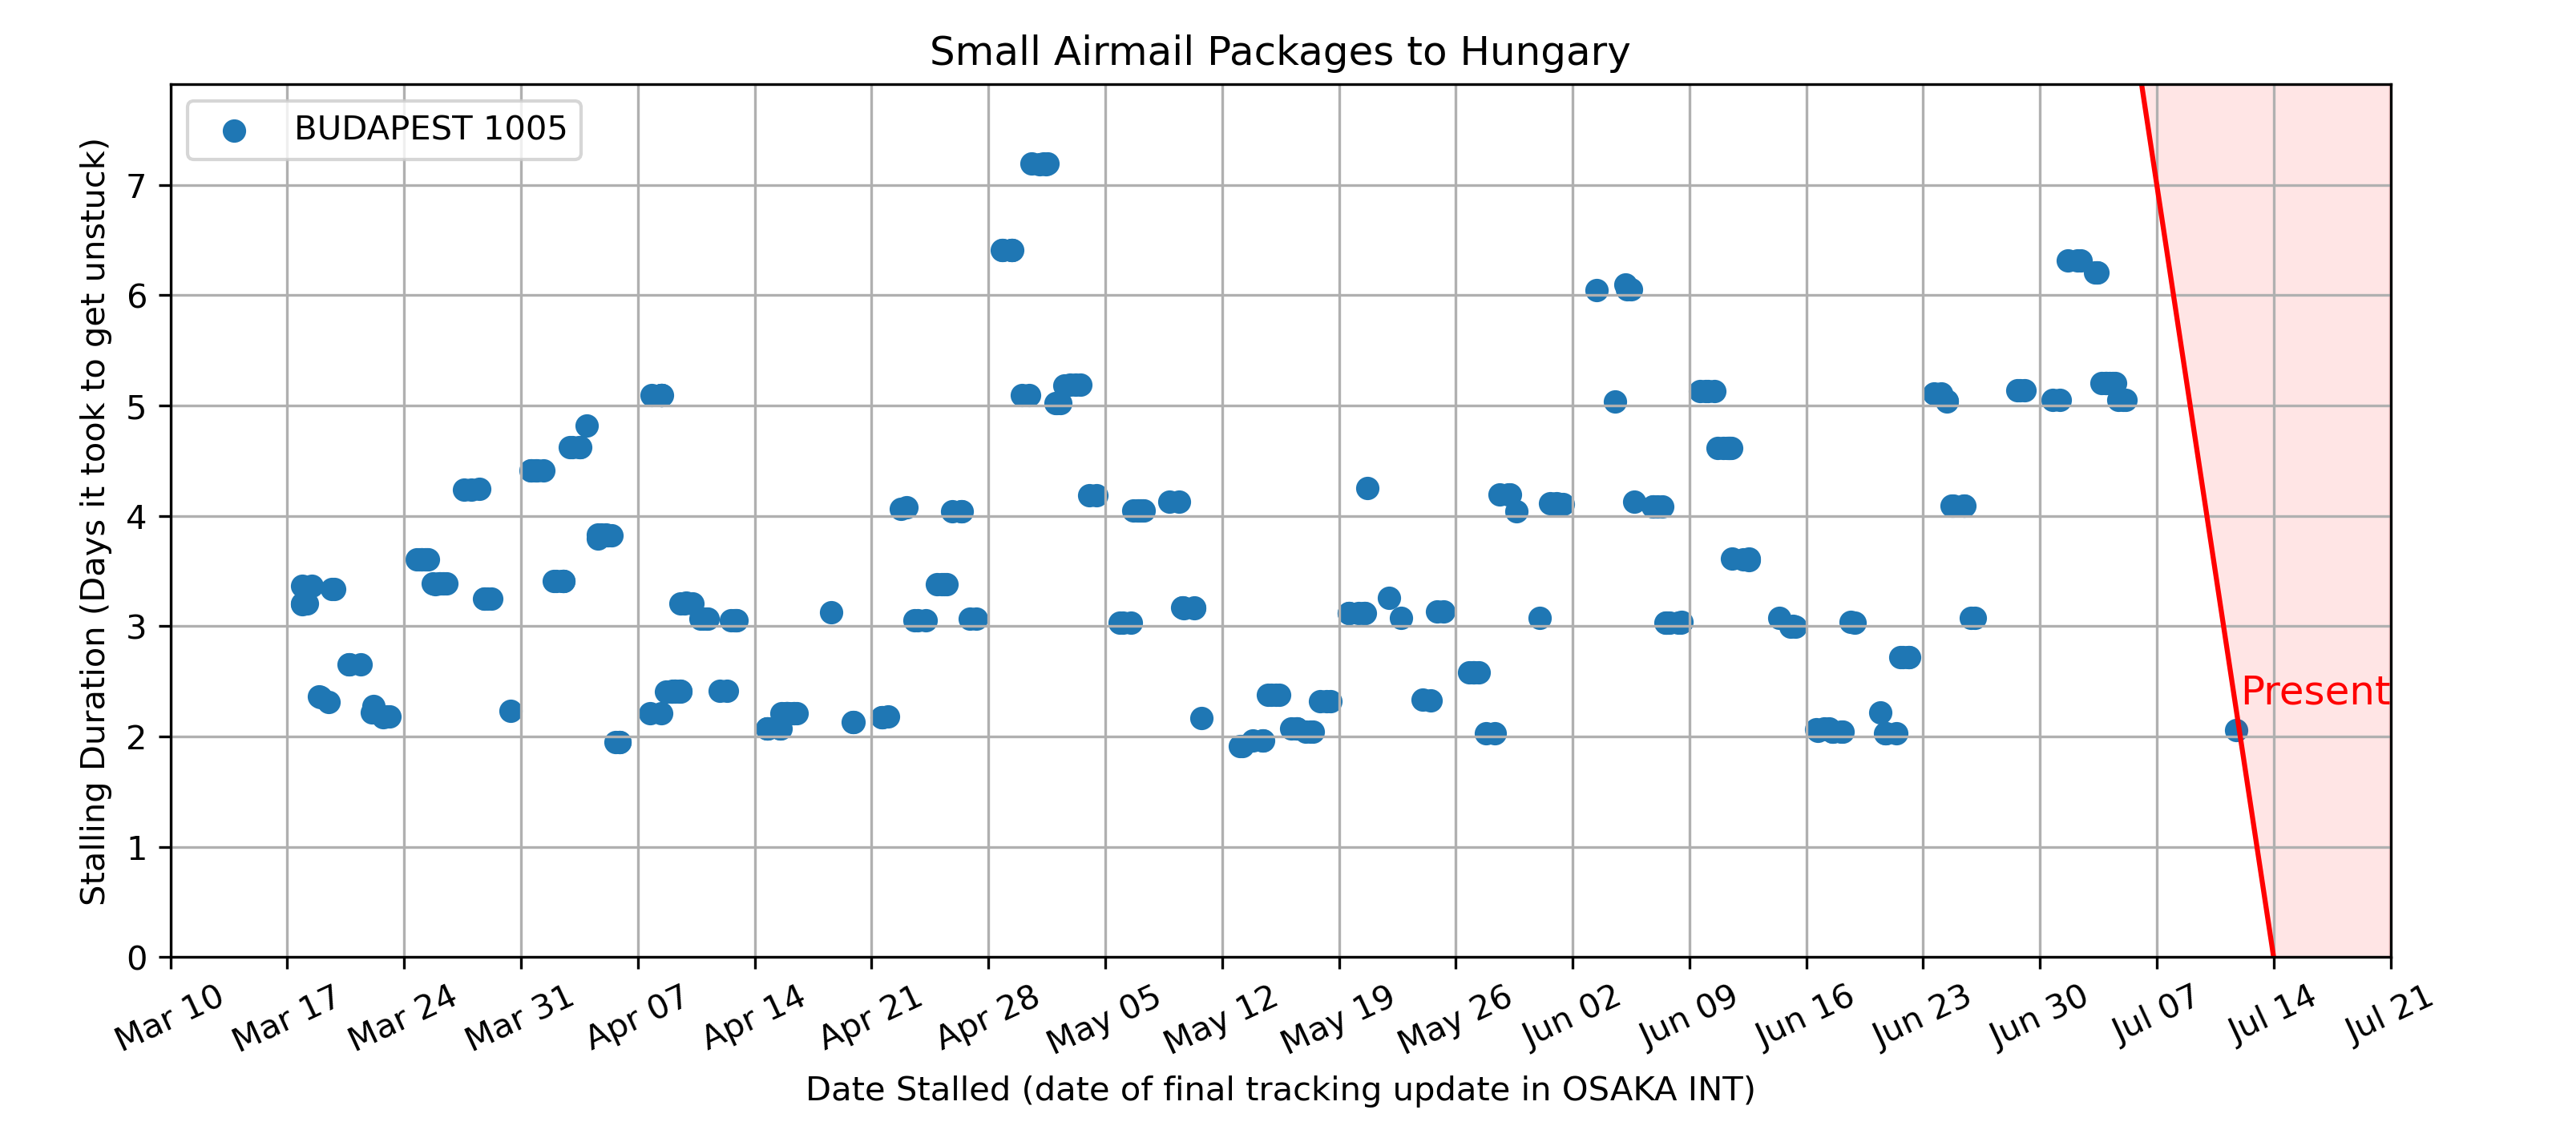 Small Airmail Packages to Hungary
BUDAPEST 1005
Stalling Duration (Days it took to get unstuck)
7
6
5
4
3
2
1
0
Present
Mar 10
Mar 17
Mar 24
Mar 31
Apr 07
Apr 14
Apr 21
Apr 28
May 05
May 12
May 19
May 26
Jun 02
Jun 09
Jun 16
Jun 23
Jun 30
Jul 07
Jul 14
Jul 21
Date Stalled (date of final tracking update in OSAKA INT)